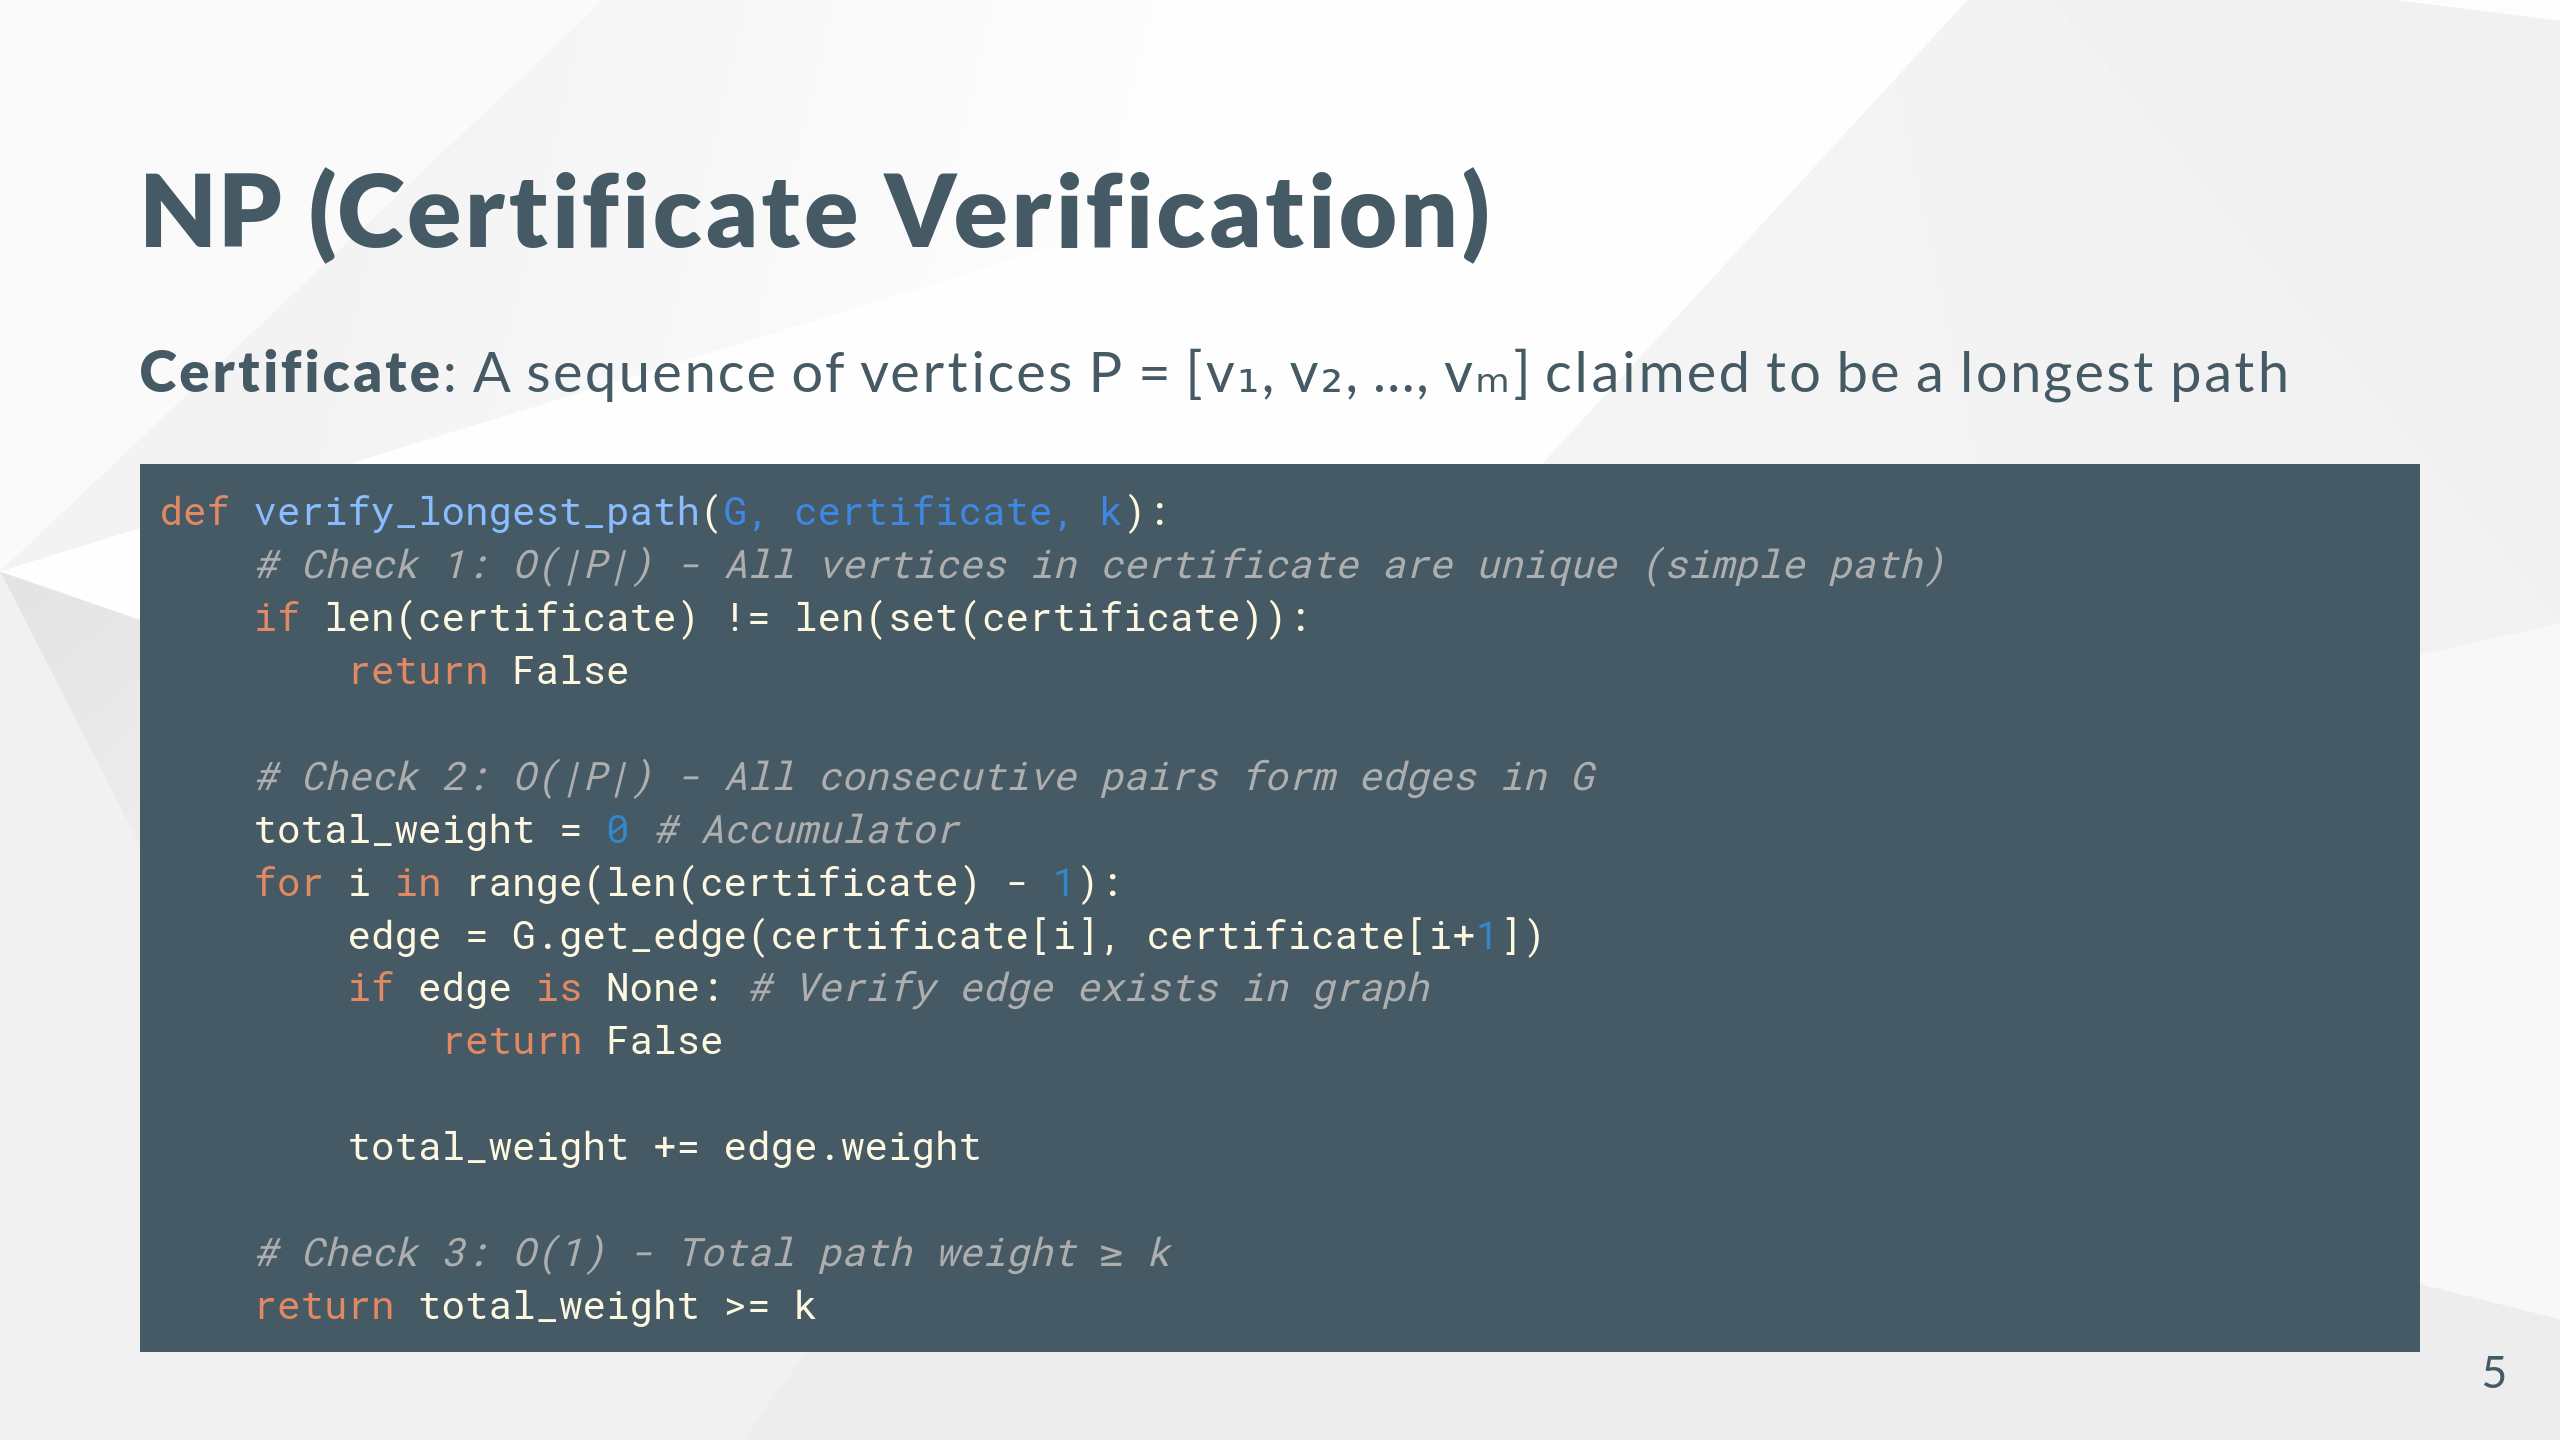 NP (Certificate Verification)
Certificate: A sequence of vertices P = [v₁, v₂, ..., vₘ] claimed to be a longest path
def verify_longest_path(G, certificate, k):
    # Check 1: O(|P|) - All vertices in certificate are unique (simple path)
    if len(certificate) != len(set(certificate)):
        return False
    # Check 2: O(|P|) - All consecutive pairs form edges in G
    total_weight = 0 # Accumulator
    for i in range(len(certificate) - 1):
        edge = G.get_edge(certificate[i], certificate[i+1])
        if edge is None: # Verify edge exists in graph
            return False
        total_weight += edge.weight
    # Check 3: O(1) - Total path weight ≥ k
    return total_weight >= k
5